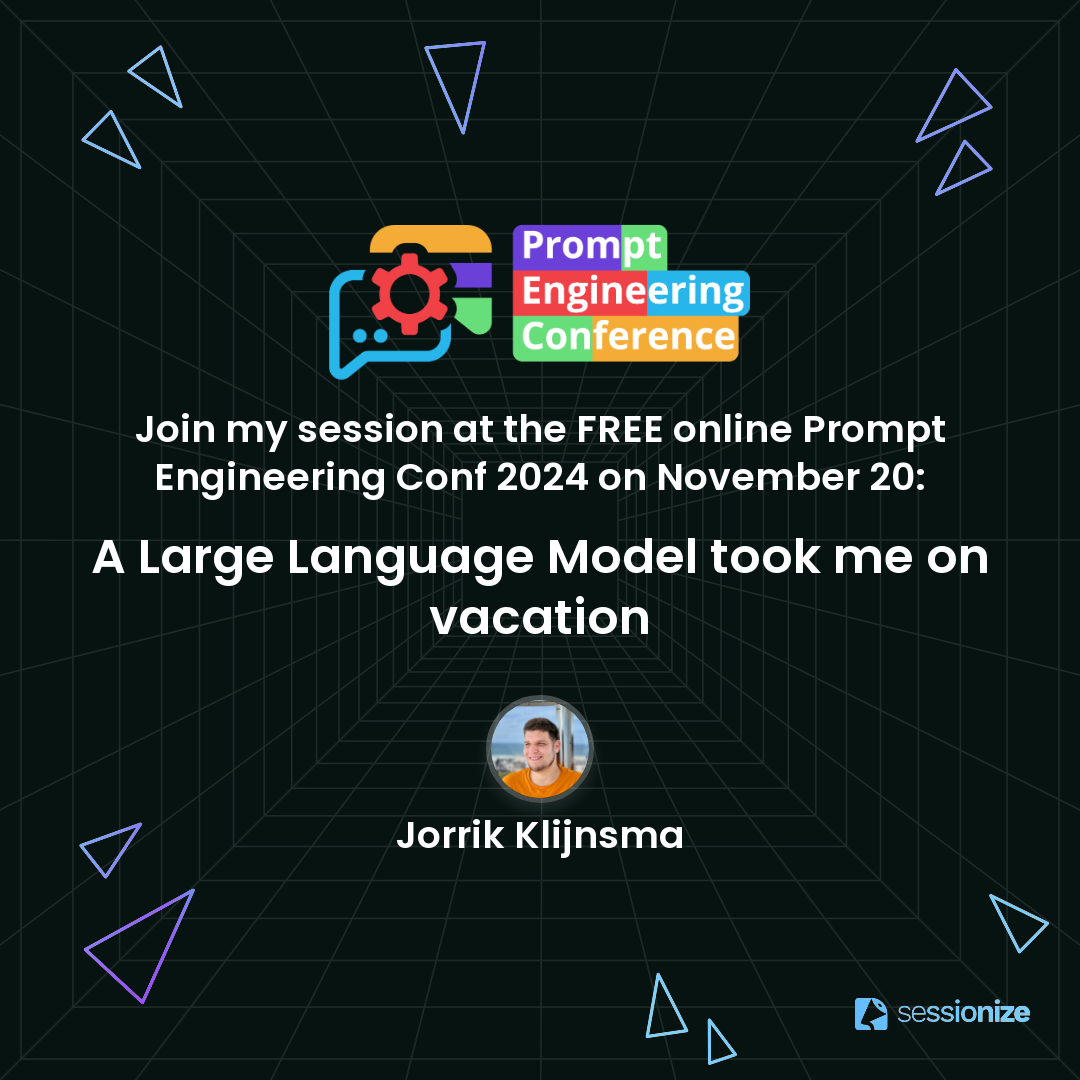 Prompt
Engineering
Conference
Join my session at the FREE online Prompt
Engineering Conf 2024 on November 20:
A Large Language Model took me on
vacation
Jorrik Klijnsma
sessionize